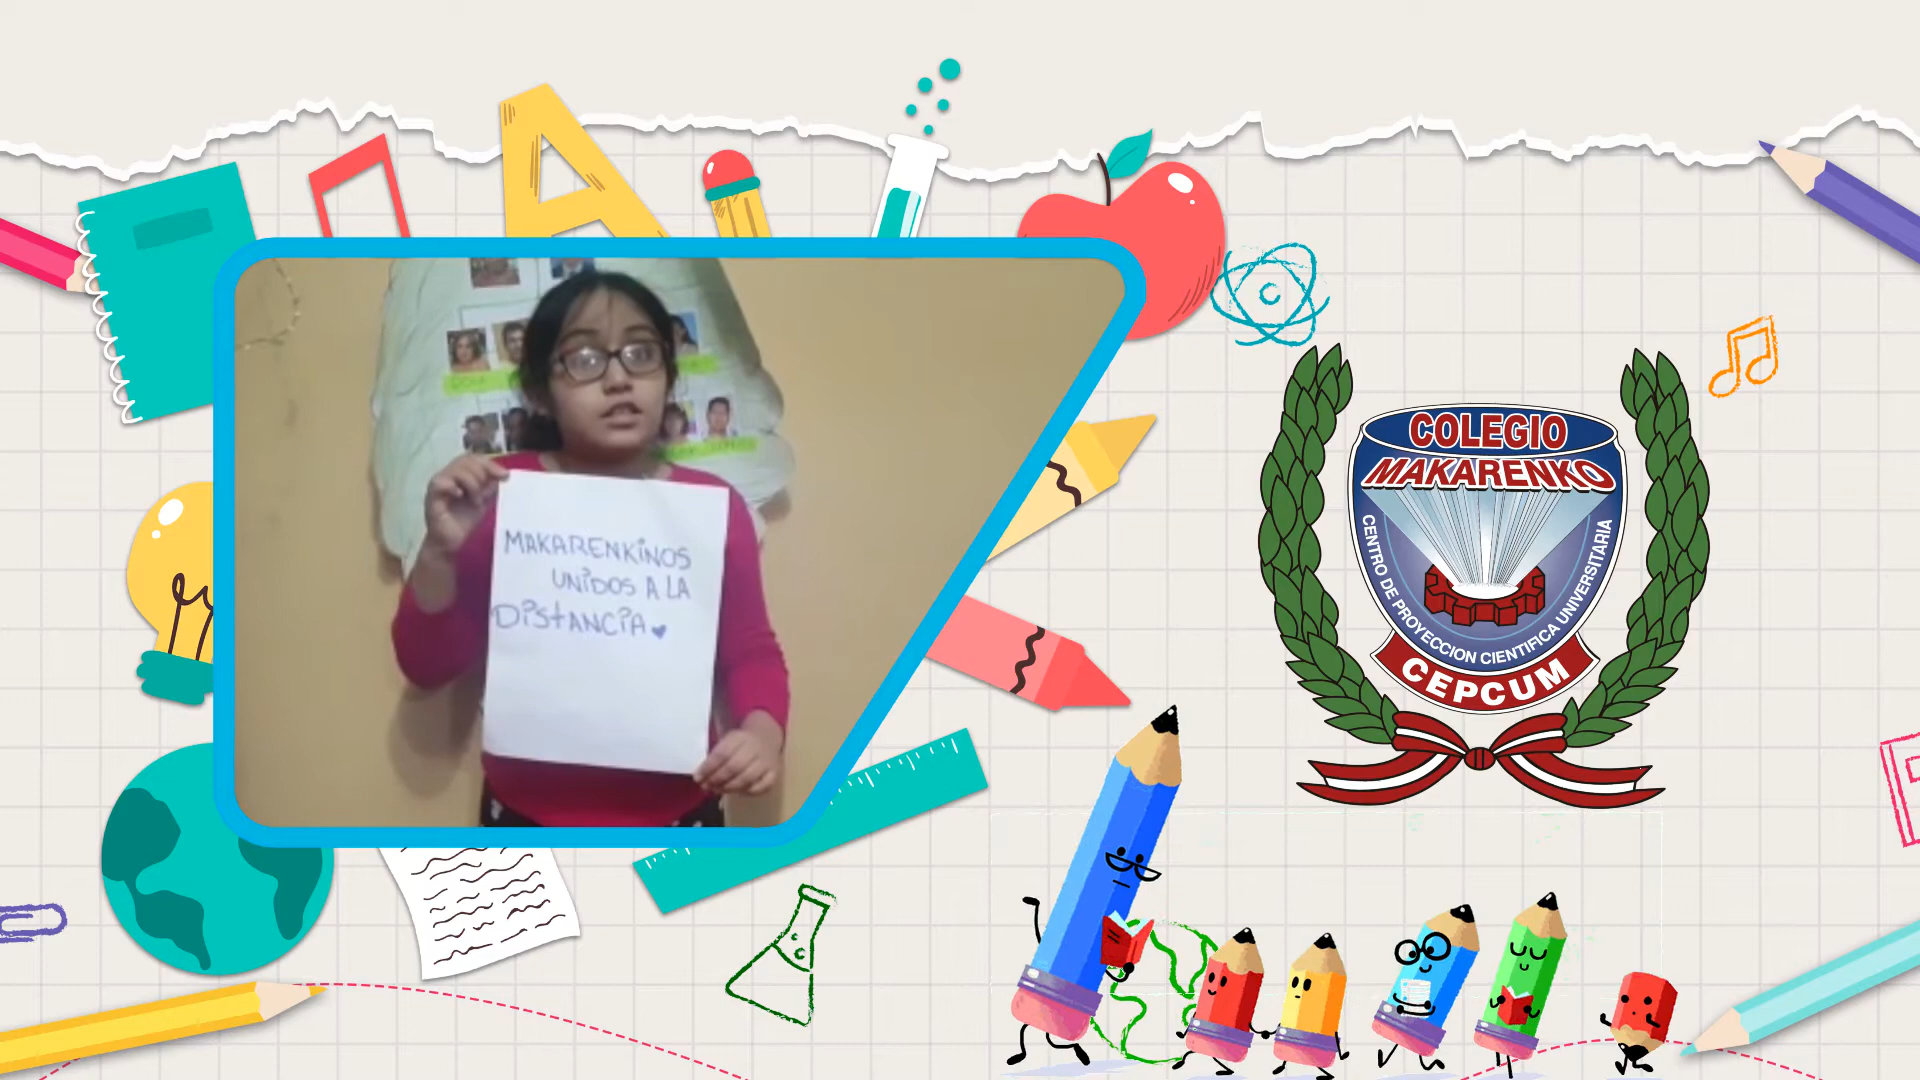 MAKARENKINOS
UNIDOS A LA
DISTANCIA
COLEGIO
MAKARENKO
CENTRO DE PROYECCION CIENTIFICA UNIVERSITARIA
CEPCUM